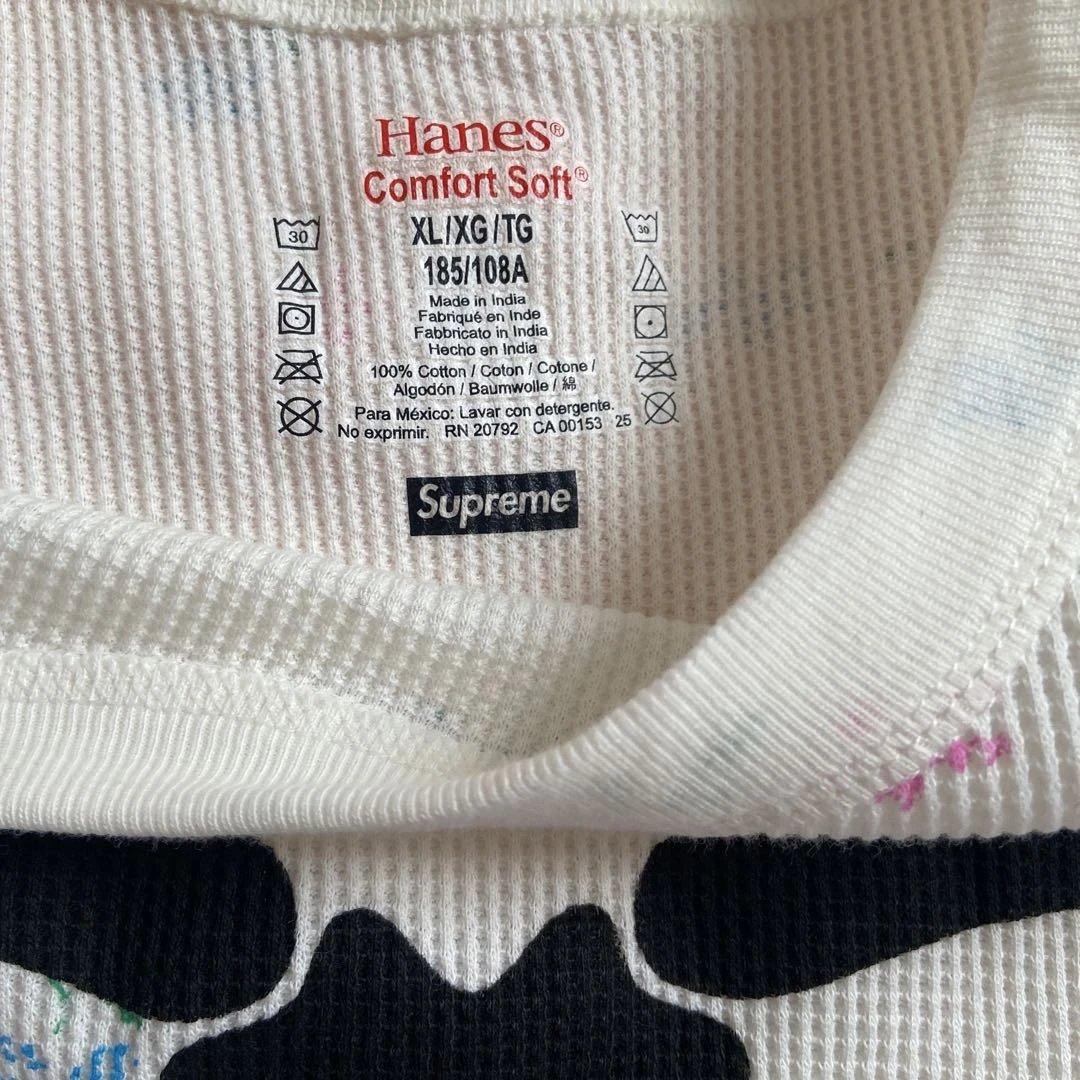 Hanes®
Comfort Soft®
XL/XG/TG
185/108A
Made in India
Fabriqué en Inde
Fabbricato in India
Hecho en India
100% Cotton / Coton / Cotone /
Algodón / Baumwolle / 綿
Para México: Lavar con detergente.
No exprimir. RN 20792 CA 00153 25
30
30
Supreme